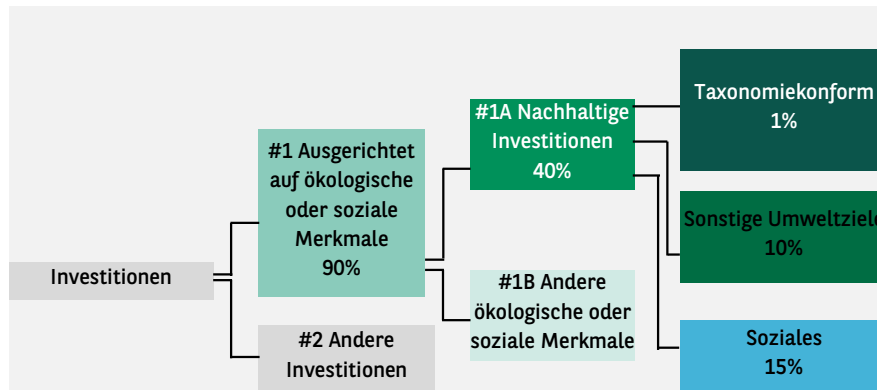 Investitionen
#1 Ausgerichtet
auf ökologische
oder soziale
Merkmale
90%
#2 Andere
Investitionen
#1A Nachhaltige
Investitionen
40%
#1B Andere
ökologische oder
soziale Merkmale
Taxonomiekonform
1%
Sonstige Umweltziele
10%
Soziales
15%